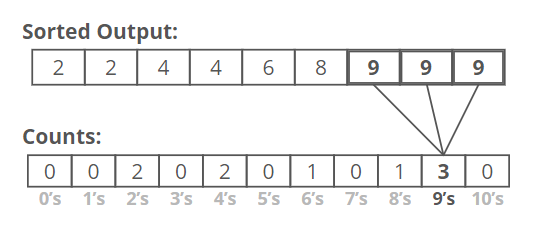 Sorted Output:
2 2 4 4 6 8 9 9 9
Counts:
0 0 2 0 2 0 1 0 1 3 0
0’s 1’s 2’s 3’s 4’s 5’s 6’s 7’s 8’s 9’s 10’s